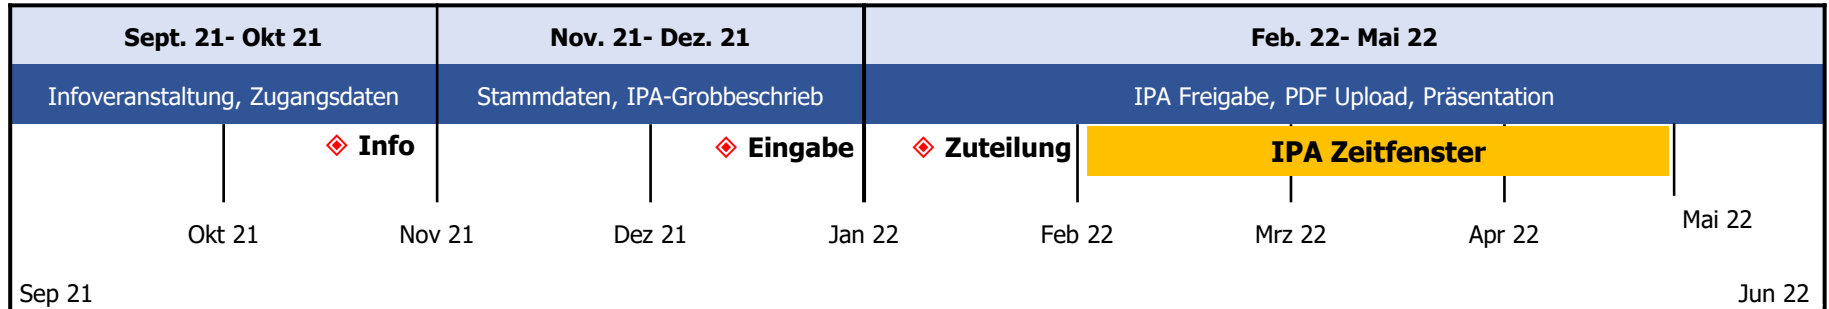 Sept. 21- Okt 21
Nov. 21- Dez. 21
Feb. 22- Mai 22
Infoveranstaltung, Zugangsdaten
Stammdaten, IPA-Grobbeschrieb
IPA Freigabe, PDF Upload, Präsentation
Info
Eingabe
Zuteilung
IPA Zeitfenster
Okt 21
Nov 21
Dez 21
Jan 22
Feb 22
Mrz 22
Apr 22
Mai 22
Sep 21
Jun 22